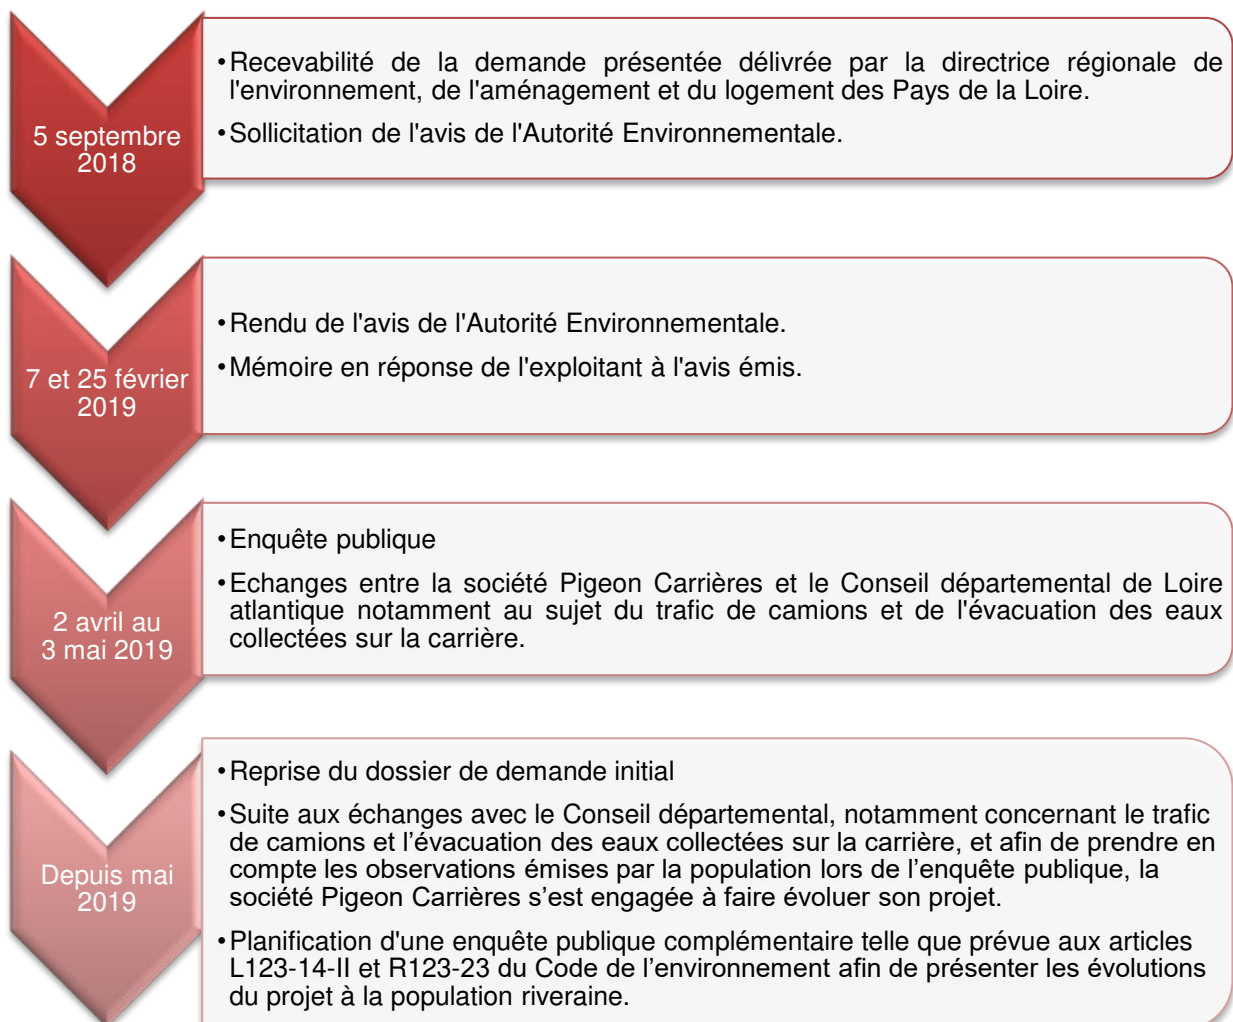 5 septembre
2018
•Recevabilité de la demande présentée délivrée par la directrice régionale de
l'environnement, de l'aménagement et du logement des Pays de la Loire.
•Sollicitation de l'avis de l'Autorité Environnementale.
7 et 25 février
2019
•Rendu de l'avis de l'Autorité Environnementale.
•Mémoire en réponse de l'exploitant à l'avis émis.
2 avril au
3 mai 2019
•Enquête publique
•Echanges entre la société Pigeon Carrières et le Conseil départemental de Loire
atlantique notamment au sujet du trafic de camions et de l'évacuation des eaux
collectées sur la carrière.
Depuis mai
2019
•Reprise du dossier de demande initial
•Suite aux échanges avec le Conseil départemental, notamment concernant le trafic
de camions et l’évacuation des eaux collectées sur la carrière, et afin de prendre en
compte les observations émises par la population lors de l’enquête publique, la
société Pigeon Carrières s’est engagée à faire évoluer son projet.
•Planification d'une enquête publique complémentaire telle que prévue aux articles
L123-14-II et R123-23 du Code de l’environnement afin de présenter les évolutions
du projet à la population riveraine.